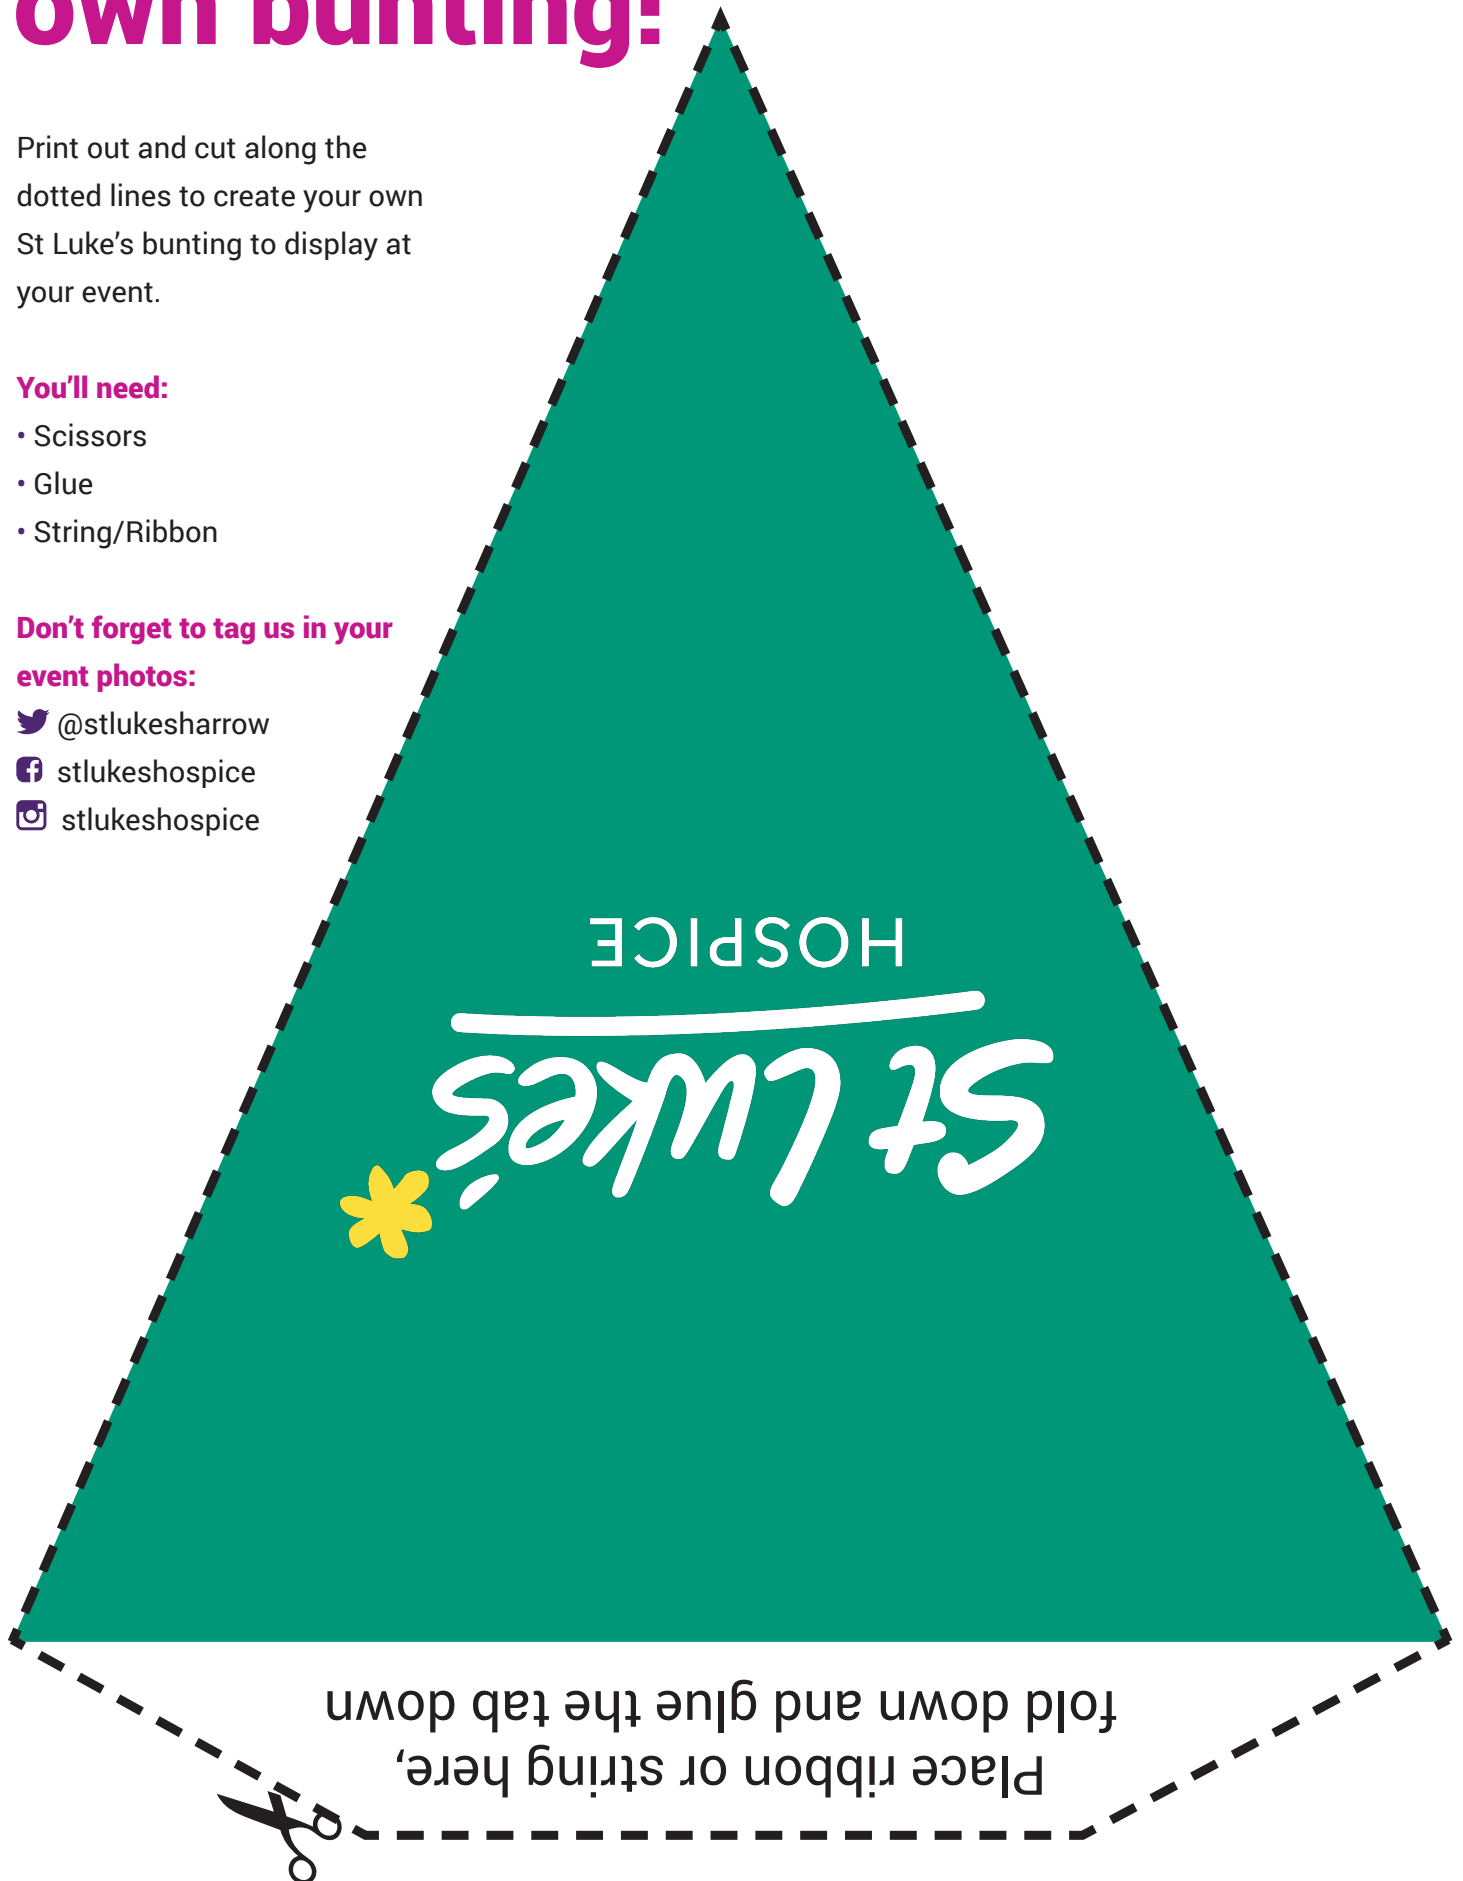 own bunting!
Print out and cut along the
dotted lines to create your own
St Luke’s bunting to display at
your event.
You’ll need:
• Scissors
• Glue
• String/Ribbon
Don’t forget to tag us in your
event photos:
@stlukesharrow
stlukeshospice
stlukeshospice
St Luke’s
HOSPICE
Place ribbon or string here,
fold down and glue the tab down